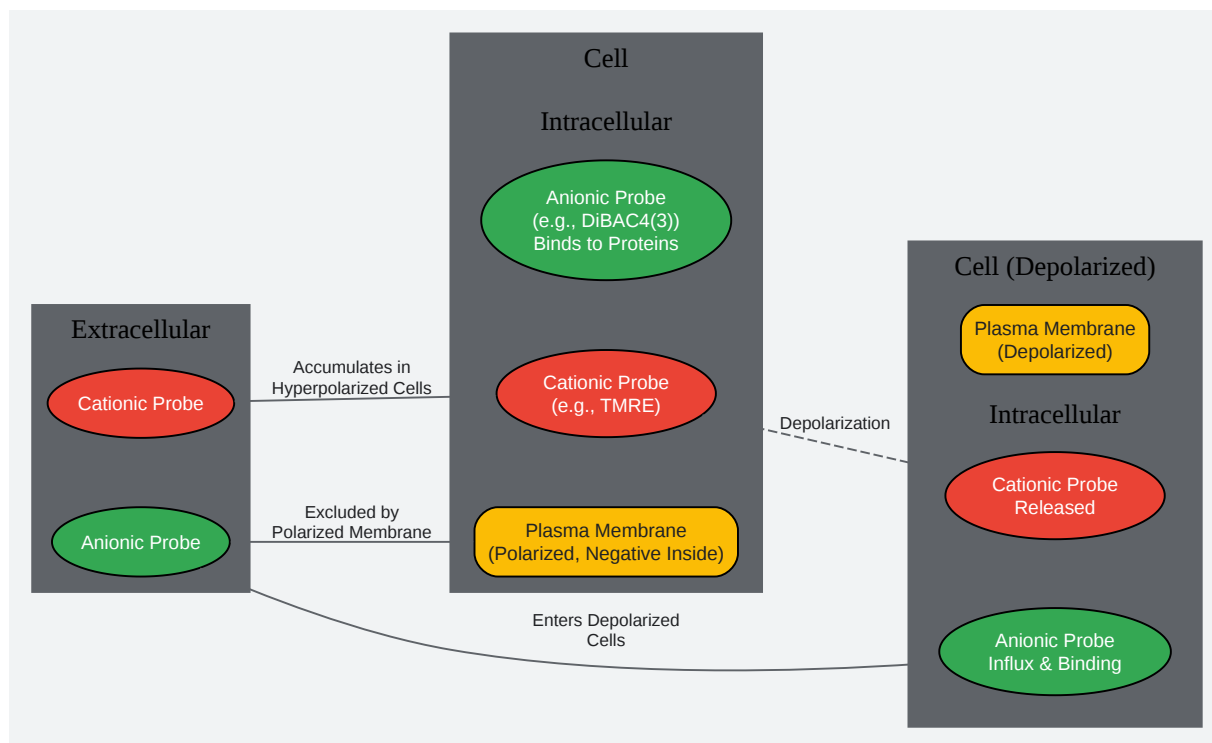 Extracellular
Cationic Probe
Anionic Probe
Accumulates in
Hyperpolarized Cells
Excluded by
Polarized Membrane
Cell
Intracellular
Anionic Probe
(e.g., DiBAC4(3))
Binds to Proteins
Cationic Probe
(e.g., TMRE)
Plasma Membrane
(Polarized, Negative Inside)
Enters Depolarized
Cells
Depolarization
Cell (Depolarized)
Plasma Membrane
(Depolarized)
Intracellular
Cationic Probe
Released
Anionic Probe
Influx & Binding